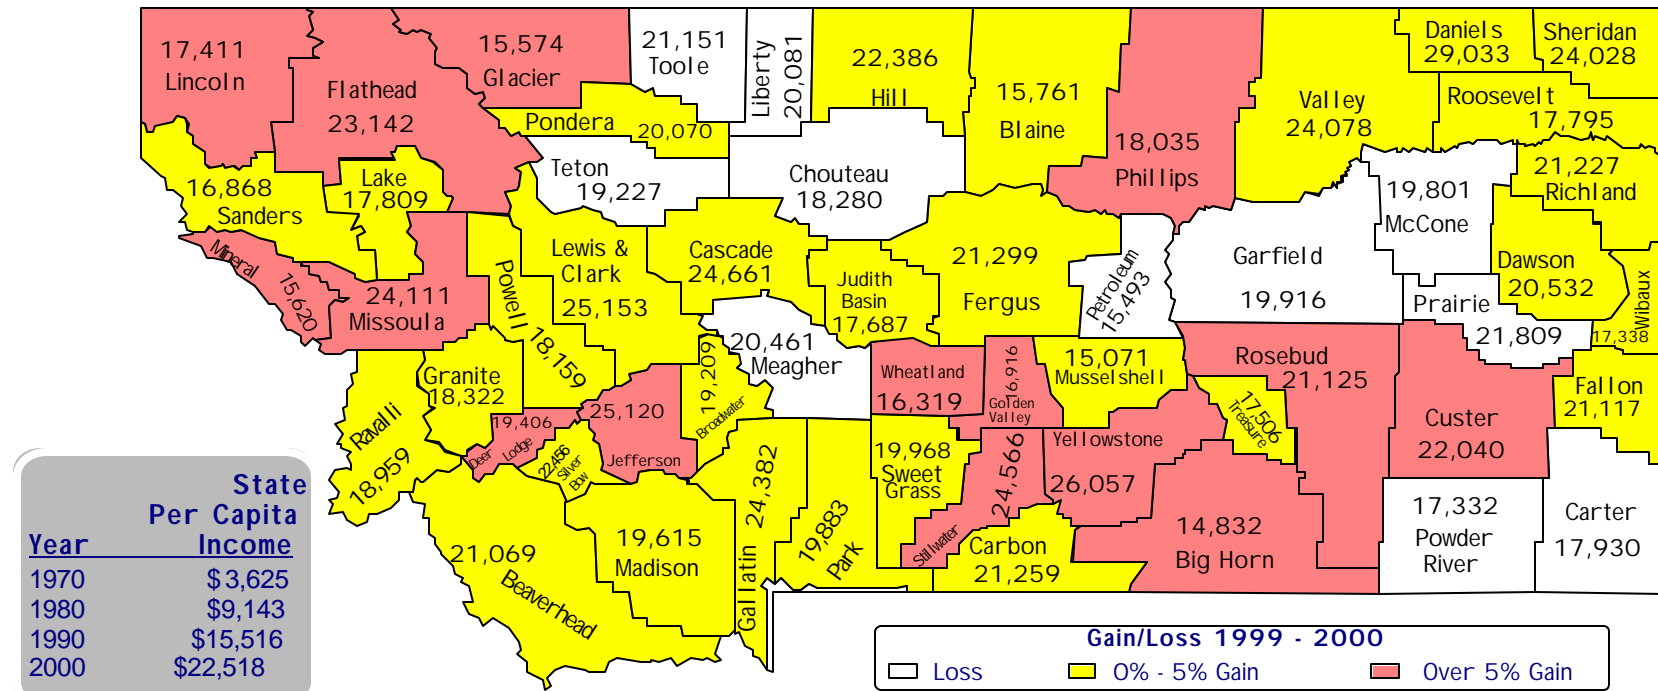 17,411
Lincoln
Flathead
23,142
15,574
Glacier
21,151
Toole
Liberty
20,081
22,386
Hill
15,761
Blaine
18,035
Phillips
Valley
24,078
Daniels
29,033
Sheridan
24,028
Roosevelt
17,795
Pondera
20,070
Teton
19,227
Chouteau
18,280
16,868
Sanders
Lake
17,809
19,801
McCone
21,227
Richland
Mineral
15,620
24,111
Missoula
Powell
18,159
Lewis &
Clark
25,153
Cascade
24,661
Judith
Basin
17,687
21,299
Fergus
Petroleum
15,493
Garfield
19,916
Prairie
21,809
Dawson
20,532
Wibaux
17,338
Granite
18,322
19,209
Broadwater
20,461
Meagher
Wheatland
16,319
16,916
Golden
Valley
15,071
Musselshell
Rosebud
21,125
17,506
Treasure
Custer
22,040
Fallon
21,117
Ravalli
18,959
19,406
Deer
Lodge
22,456
Silver
Bow
25,120
Jefferson
24,382
Gallatin
19,883
Park
19,968
Sweet
Grass
24,566
Stillwater
Yellowstone
26,057
Carbon
21,259
14,832
Big Horn
17,332
Powder
River
Carter
17,930
21,069
Beaverhead
19,615
Madison
State
Per Capita
Year Income
1970 $3,625
1980 $9,143
1990 $15,516
2000 $22,518
Gain/Loss 1999 - 2000
Loss 0% - 5% Gain Over 5% Gain